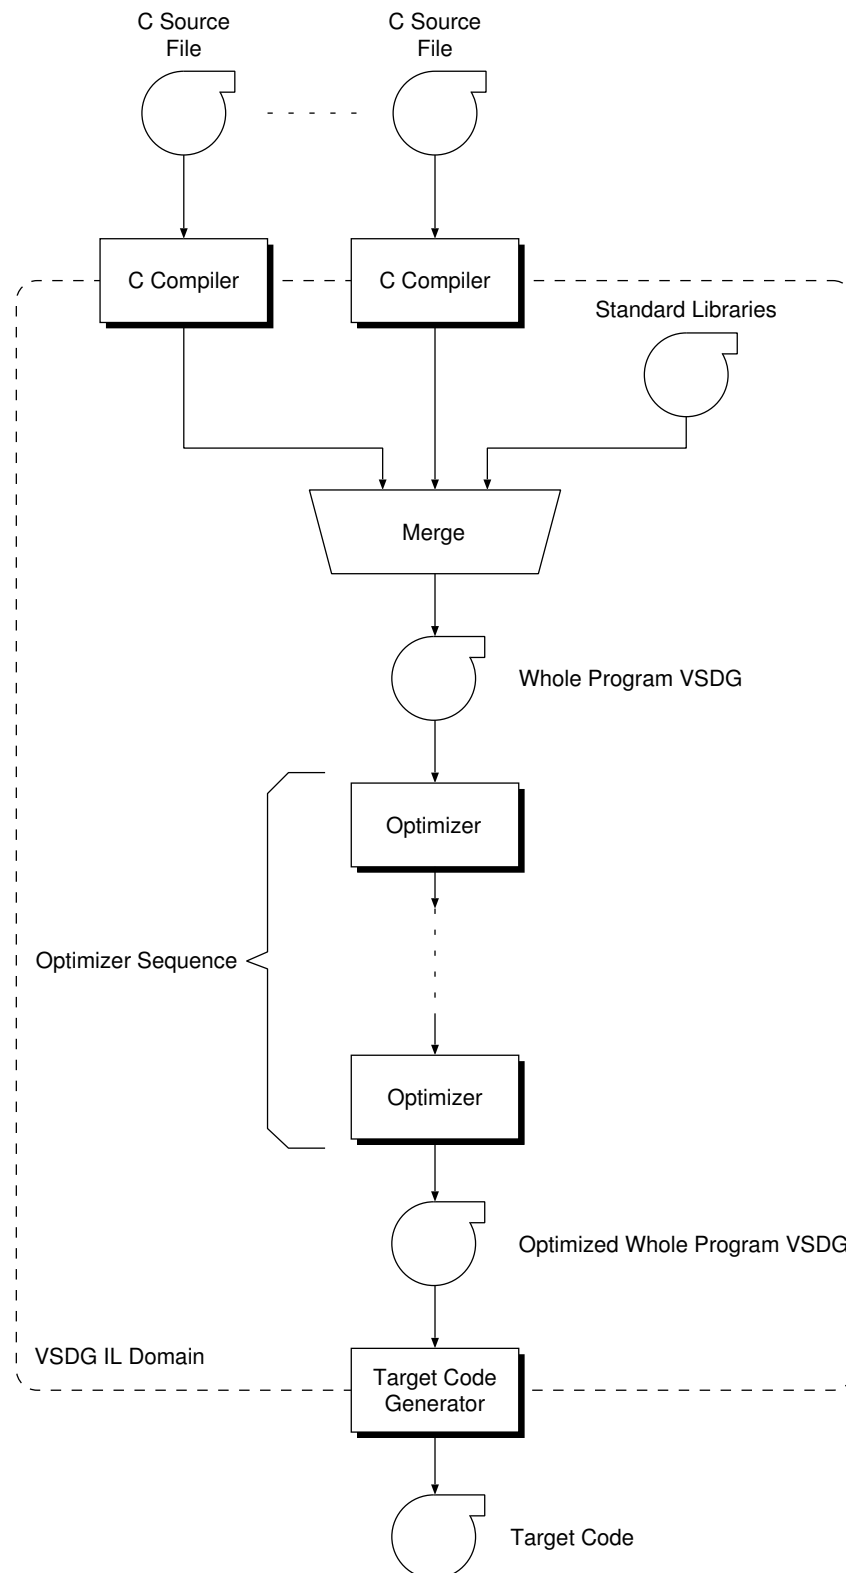 C Source
File
C Source
File
C Compiler
C Compiler
Standard Libraries
Merge
Whole Program VSDG
Optimizer
Optimizer Sequence
Optimizer
Optimized Whole Program VSDG
VSDG IL Domain
Target Code
Generator
Target Code